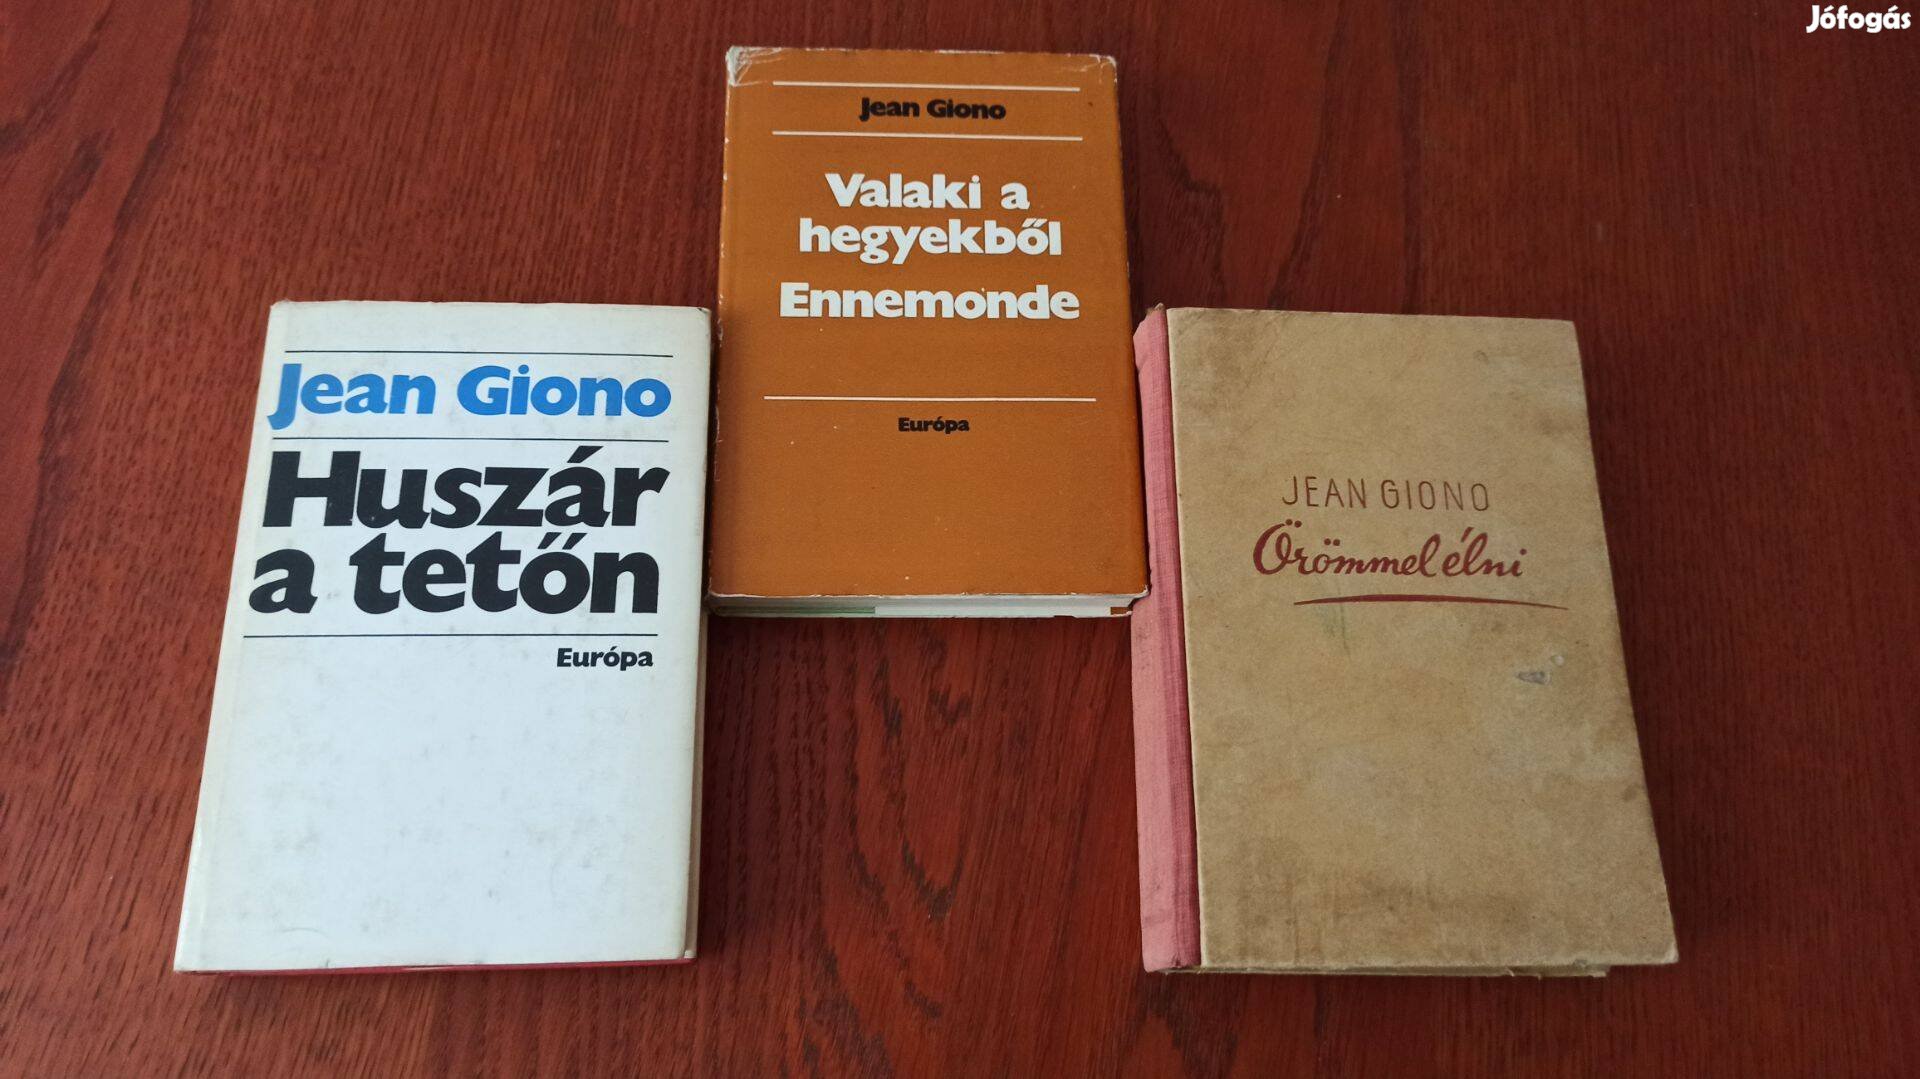 Jófogás
Jean Giono
Valaki a
hegyekből
Ennemonde
Európa
Jean Giono
Huszár
a tetőn
Európa
JEAN GIONO
Örömmel élni